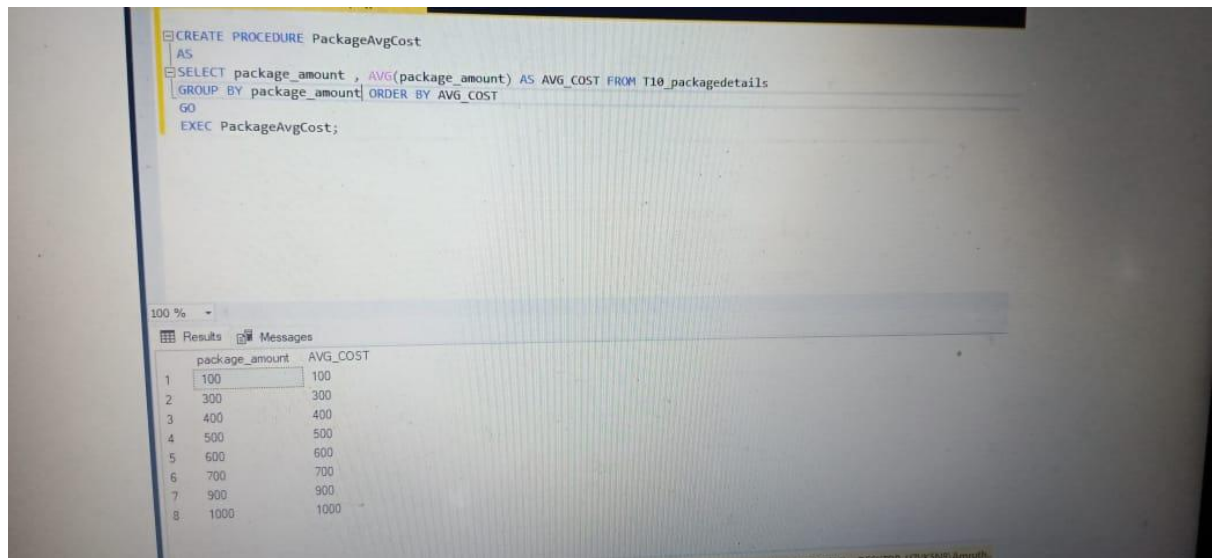 CREATE PROCEDURE PackageAvgCost
AS
SELECT package_amount , AVG(package_amount) AS AVG_COST FROM T10_packagedetails
GROUP BY package_amount ORDER BY AVG_COST
GO
EXEC PackageAvgCost;
100 %
Results Messages
package_amount AVG_COST
1 100 100
2 300 300
3 400 400
4 500 500
5 600 600
6 700 700
7 900 900
8 1000 1000